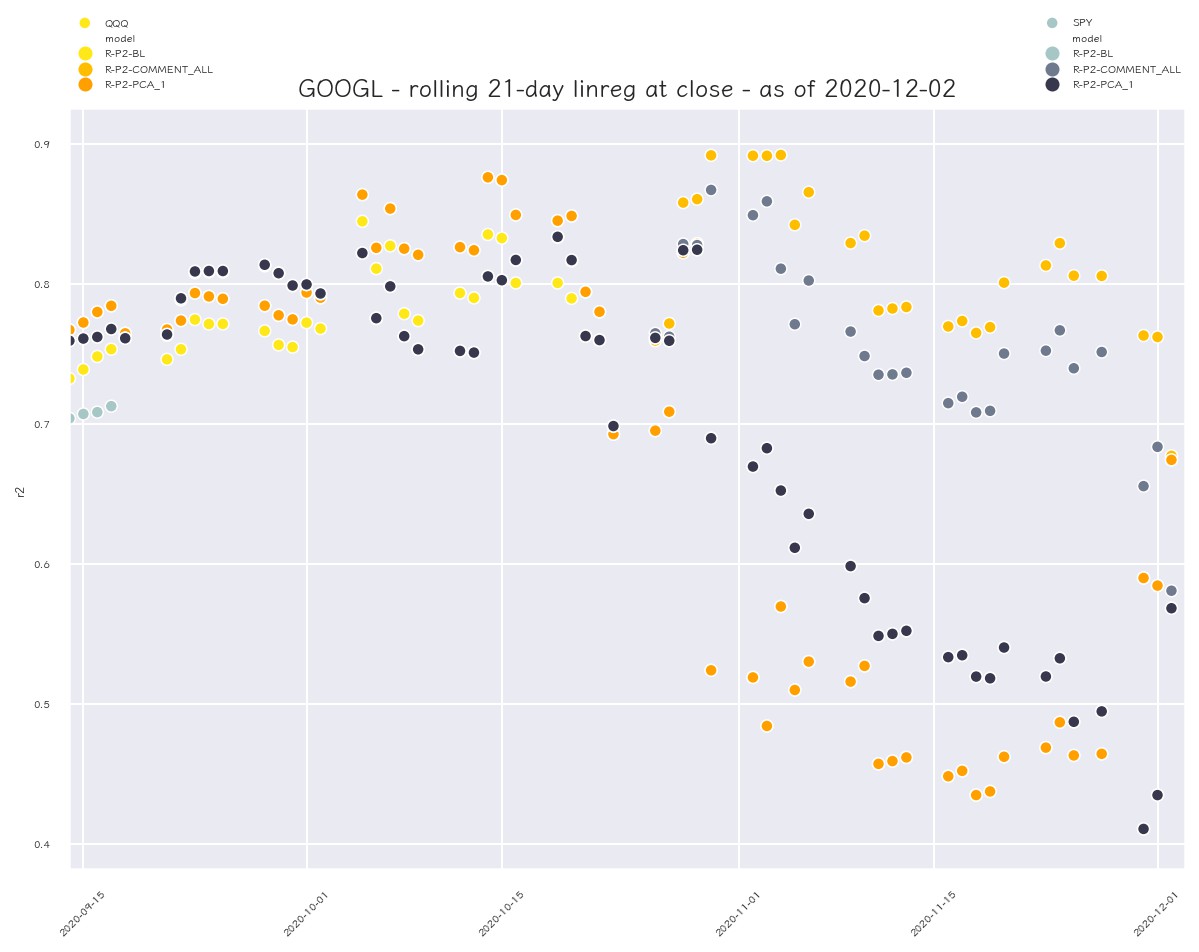 QQQ
model
R-P2-BL
R-P2-COMMENT_ALL
R-P2-PCA_1
SPY
model
R-P2-BL
R-P2-COMMENT_ALL
R-P2-PCA_1
GOOGL - rolling 21-day linreg at close - as of 2020-12-02
0.9
0.8
0.7
0.6
0.5
0.4
r2
2020-09-15
2020-10-01
2020-10-15
2020-11-01
2020-11-15
2020-12-01